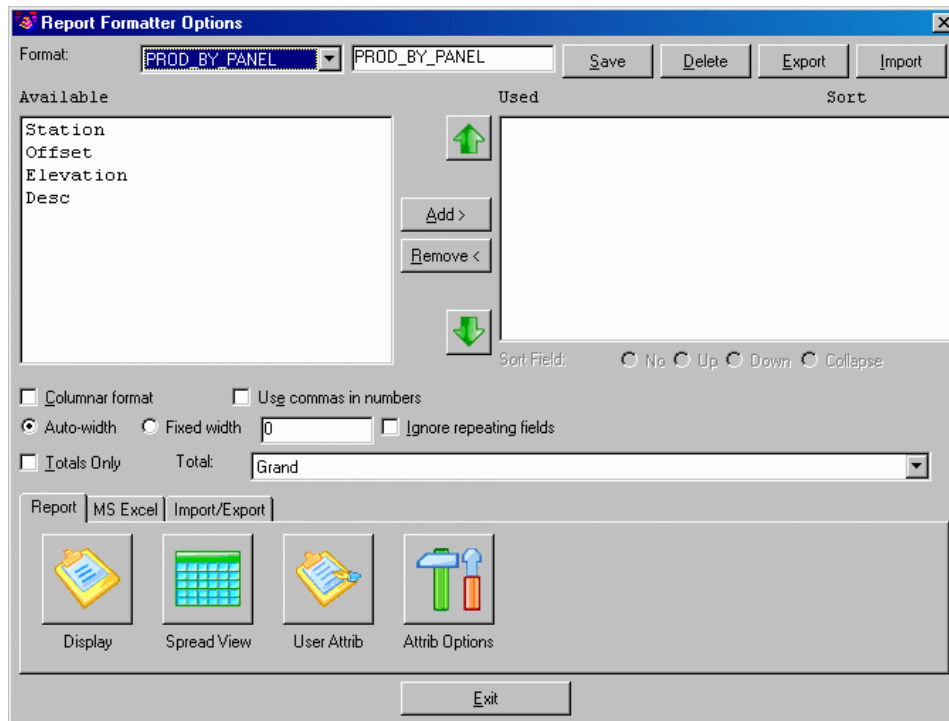 Report Formatter Options
Format: PROD_BY_PANEL PROD_BY_PANEL Save Delete Export Import
Available Used Sort
Station
Offset
Elevation
Desc
Add >
Remove <
Sort Field: No Up Down Collapse
Columnar format Use commas in numbers
Auto-width Fixed width 0 Ignore repeating fields
Totals Only Total: Grand
Report MS Excel Import/Export
Display Spread View User Attrib Attrib Options
Exit